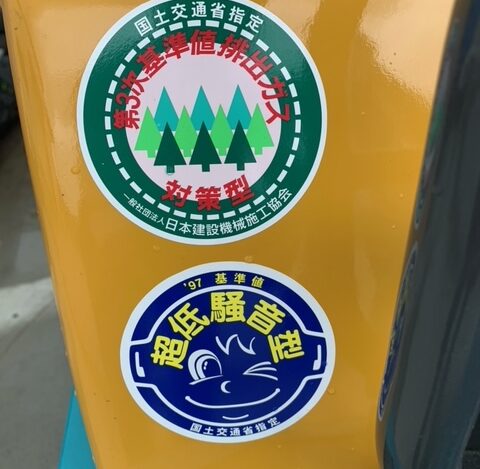 国土交通省指定
第3次基準値排出ガス
対策型
一般社団法人日本建設機械施工協会
'97 基準値
超低騒音型
国土交通省指定